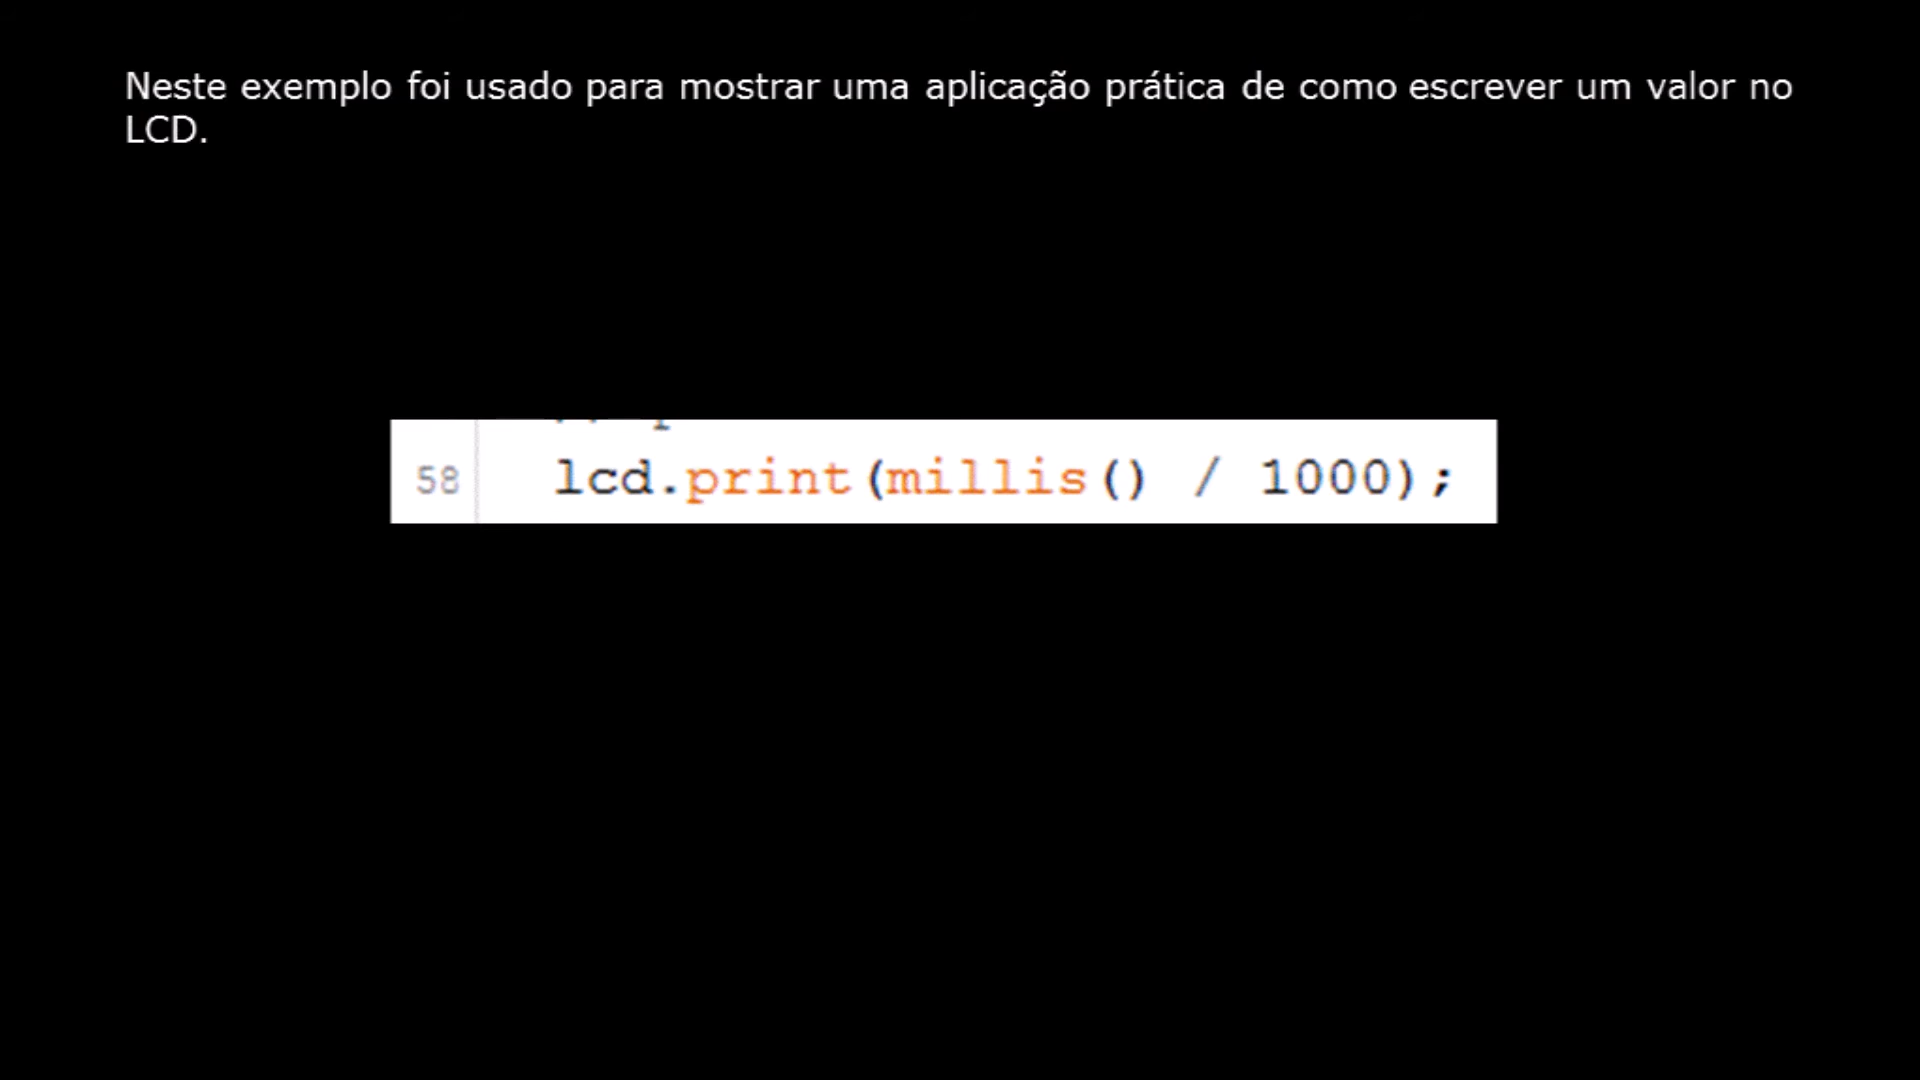 Neste exemplo foi usado para mostrar uma aplicação prática de como escrever um valor no
LCD.
58 lcd.print(millis() / 1000);